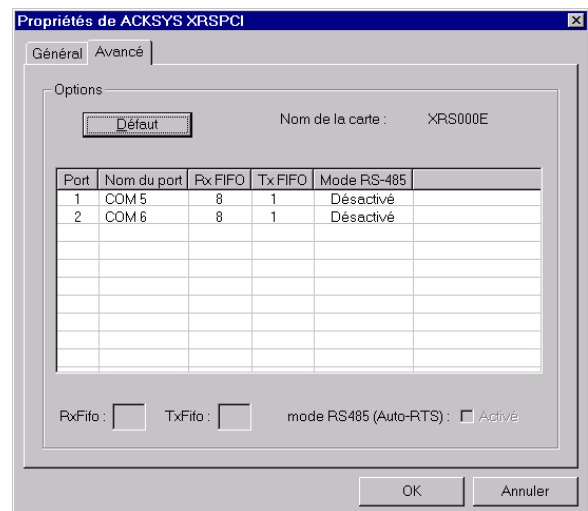 Propriétés de ACKSYS XRSPCI
Général Avancé
Options
Défaut Nom de la carte : XRS000E
Port Nom du port Rx FIFO Tx FIFO Mode RS-485
1 COM 5 8 1 Désactivé
2 COM 6 8 1 Désactivé
RxFifo : TxFifo : mode RS485 (Auto-RTS) : Activé
OK Annuler